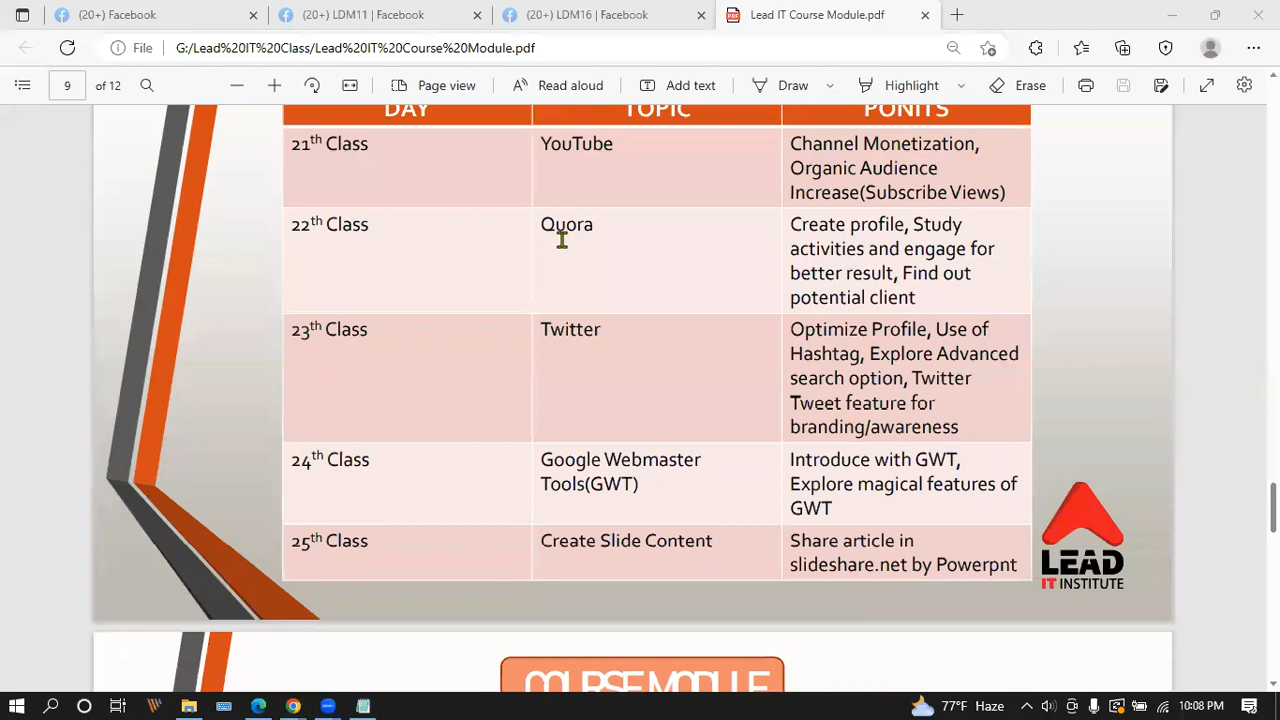 (20+) Facebook
(20+) LDM11 | Facebook
(20+) LDM16 | Facebook
Lead IT Course Module.pdf
File
G:/Lead%20IT%20Class/Lead%20IT%20Course%20Module.pdf
9 of 12
Page view
Read aloud
Add text
Draw
Highlight
Erase
DAY TOPIC PONITS
21th Class
YouTube
Channel Monetization,
Organic Audience
Increase(Subscribe Views)
22th Class
Quora
Create profile, Study
activities and engage for
better result, Find out
potential client
23th Class
Twitter
Optimize Profile, Use of
Hashtag, Explore Advanced
search option, Twitter
Tweet feature for
branding/awareness
24th Class
Google Webmaster
Tools(GWT)
Introduce with GWT,
Explore magical features of
GWT
25th Class
Create Slide Content
Share article in
slideshare.net by Powerpnt
LEAD
IT INSTITUTE
COURSE MODULE
77°F Haze
10:08 PM